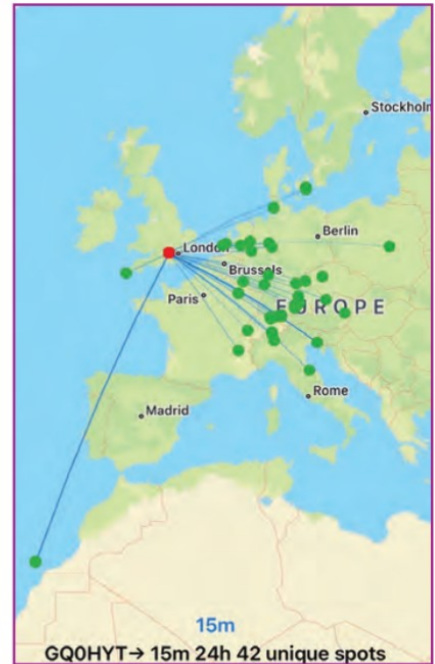 Stockholm
Berlin
London
Brussels
Paris
EUROPE
Rome
Madrid
15m
GQ0HYT→ 15m 24h 42 unique spots